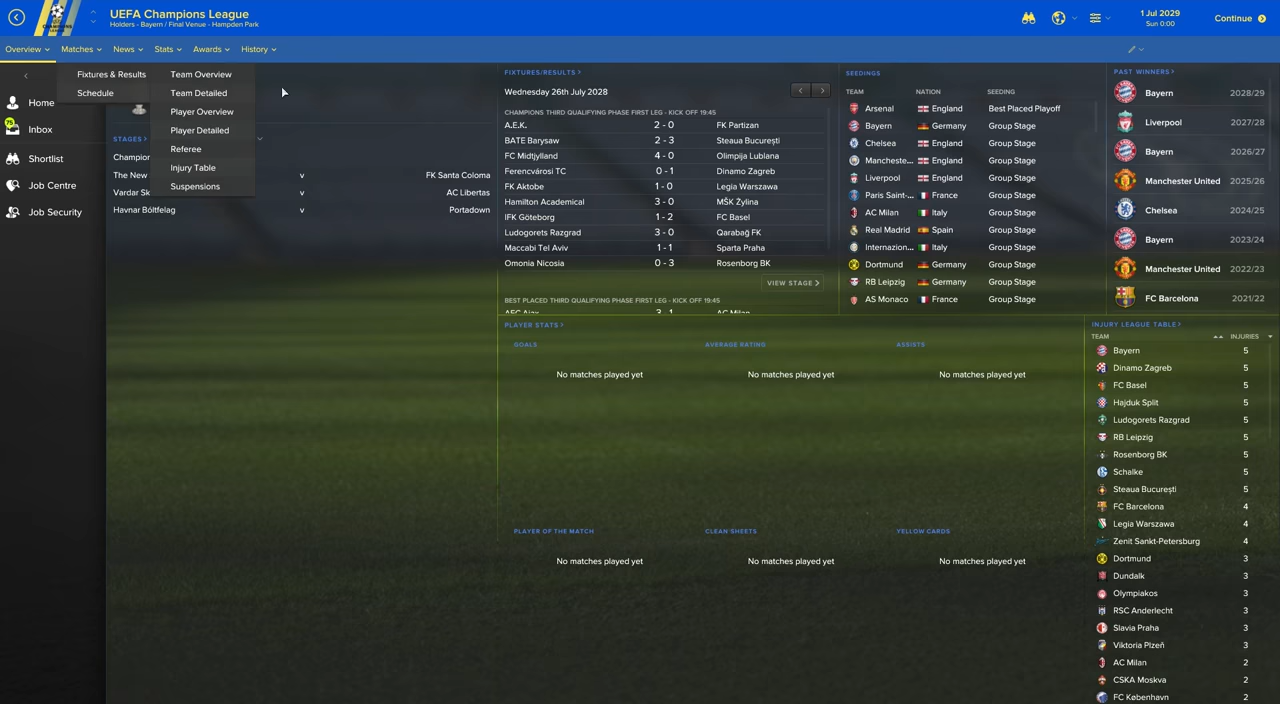 UEFA Champions League
Holders - Bayern / Final Venue - Hampden Park
1 Jul 2029
Sun 0:00
Continue
Overview
Matches
News
Stats
Awards
History
Fixtures & Results
Schedule
Team Overview
Team Detailed
Player Overview
Player Detailed
Referee
Injury Table
Suspensions
Home
75
Inbox
Shortlist
Job Centre
Job Security
STAGES
Champion
The New v FK Santa Coloma
Vardar Sk v AC Libertas
Havnar Bóltfelag v Portadown
FIXTURES/RESULTS
Wednesday 26th July 2028
CHAMPIONS THIRD QUALIFYING PHASE FIRST LEG - KICK OFF 19:45
A.E.K. 2 - 0 FK Partizan
BATE Barysaw 2 - 3 Steaua București
FC Midtjylland 4 - 0 Olimpija Lubiana
Ferencvárosi TC 0 - 1 Dinamo Zagreb
FK Aktobe 1 - 0 Legia Warszawa
Hamilton Academical 3 - 0 MŠK Žylina
IFK Göteborg 1 - 2 FC Basel
Ludogorets Razgrad 3 - 0 Qarabağ FK
Maccabi Tel Aviv 1 - 1 Sparta Praha
Omonia Nicosia 0 - 3 Rosenborg BK
VIEW STAGE
BEST PLACED THIRD QUALIFYING PHASE FIRST LEG - KICK OFF 19:45
AFC Ajax 3 - 1 AC Milan
SEEDINGS
TEAM NATION SEEDING
Arsenal England Best Placed Playoff
Bayern Germany Group Stage
Chelsea England Group Stage
Mancheste... England Group Stage
Liverpool England Group Stage
Paris Saint-... France Group Stage
AC Milan Italy Group Stage
Real Madrid Spain Group Stage
Internazion... Italy Group Stage
Dortmund Germany Group Stage
RB Leipzig Germany Group Stage
AS Monaco France Group Stage
PAST WINNERS
Bayern 2028/29
Liverpool 2027/28
Bayern 2026/27
Manchester United 2025/26
Chelsea 2024/25
Bayern 2023/24
Manchester United 2022/23
FC Barcelona 2021/22
PLAYER STATS
GOALS
No matches played yet
AVERAGE RATING
No matches played yet
ASSISTS
No matches played yet
PLAYER OF THE MATCH
No matches played yet
CLEAN SHEETS
No matches played yet
YELLOW CARDS
No matches played yet
INJURY LEAGUE TABLE
TEAM INJURIES
Bayern 5
Dinamo Zagreb 5
FC Basel 5
Hajduk Split 5
Ludogorets Razgrad 5
RB Leipzig 5
Rosenborg BK 5
Schalke 5
Steaua București 5
FC Barcelona 4
Legia Warszawa 4
Zenit Sankt-Petersburg 4
Dortmund 3
Dundalk 3
Olympiakos 3
RSC Anderlecht 3
Slavia Praha 3
Viktoria Plzeň 3
AC Milan 2
CSKA Moskva 2
FC København 2